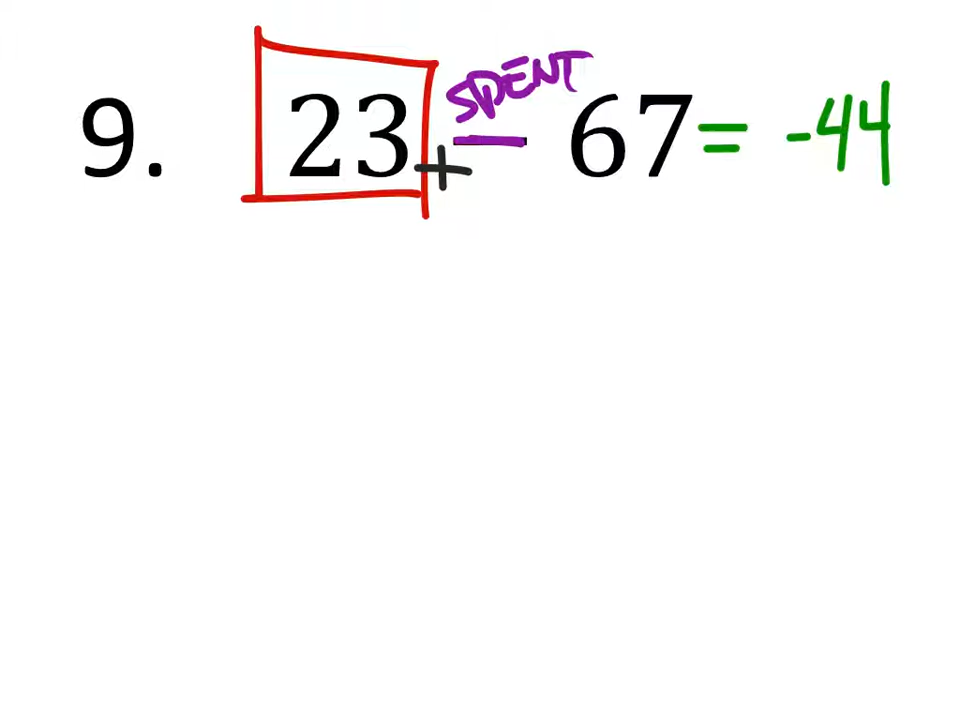 SPENT
9. 23 + — 67 = -44